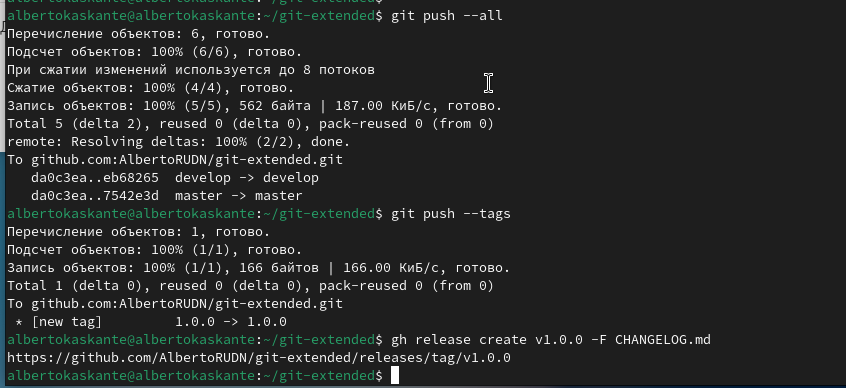 albertokaskante@albertokaskante:~/git-extended$ git push --all
Перечисление объектов: 6, готово.
Подсчет объектов: 100% (6/6), готово.
При сжатии изменений используется до 8 потоков
Сжатие объектов: 100% (4/4), готово.
Запись объектов: 100% (5/5), 562 байта | 187.00 КиБ/с, готово.
Total 5 (delta 2), reused 0 (delta 0), pack-reused 0 (from 0)
remote: Resolving deltas: 100% (2/2), done.
To github.com:AlbertoRUDN/git-extended.git
   da0c3ea..eb68265  develop -> develop
   da0c3ea..7542e3d  master -> master
albertokaskante@albertokaskante:~/git-extended$ git push --tags
Перечисление объектов: 1, готово.
Подсчет объектов: 100% (1/1), готово.
Запись объектов: 100% (1/1), 166 байтов | 166.00 КиБ/с, готово.
Total 1 (delta 0), reused 0 (delta 0), pack-reused 0 (from 0)
To github.com:AlbertoRUDN/git-extended.git
 * [new tag]         1.0.0 -> 1.0.0
albertokaskante@albertokaskante:~/git-extended$ gh release create v1.0.0 -F CHANGELOG.md
https://github.com/AlbertoRUDN/git-extended/releases/tag/v1.0.0
albertokaskante@albertokaskante:~/git-extended$